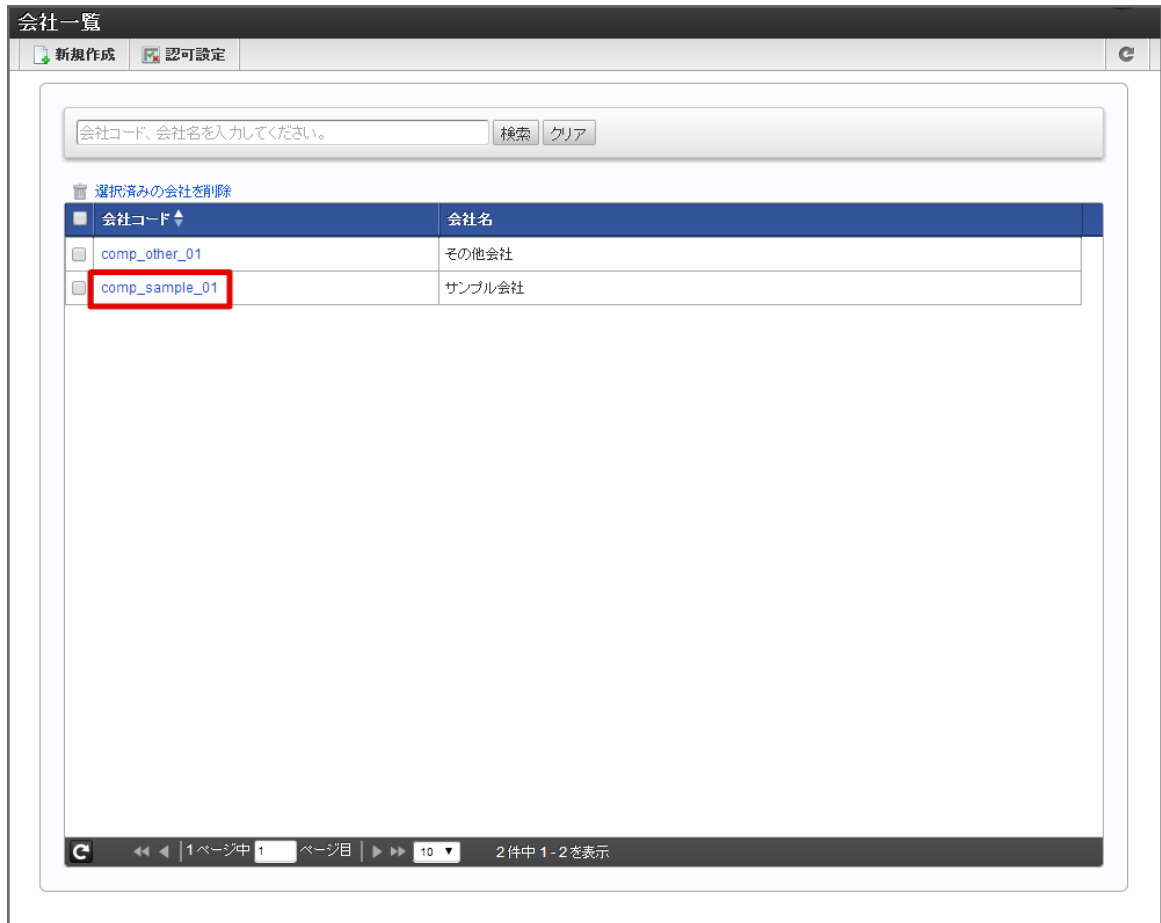 会社一覧
新規作成 認可設定
会社コード、会社名を入力してください。 検索 クリア
選択済みの会社を削除
会社コード 会社名
comp_other_01 その他会社
comp_sample_01 サンプル会社
1 ページ中 1 ページ目 10 2 件中 1 - 2 を表示